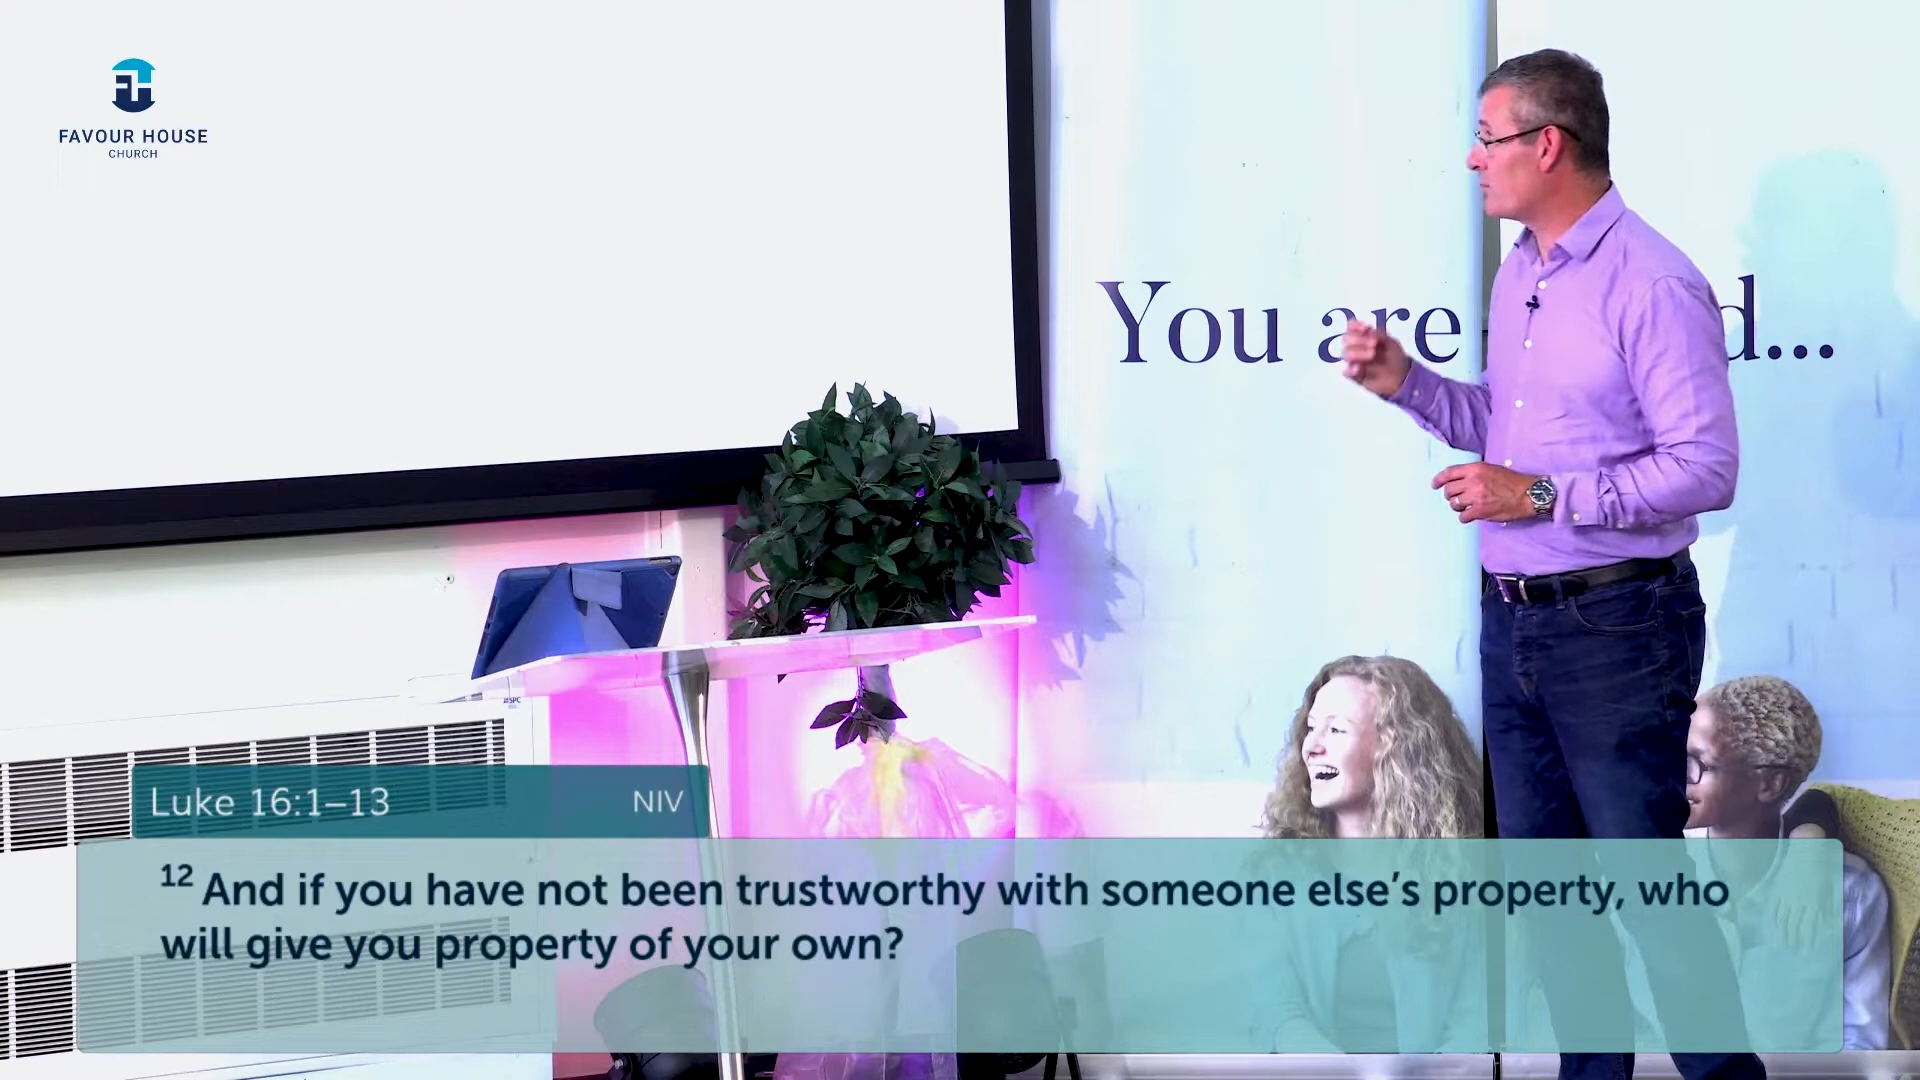 FAVOUR HOUSE
CHURCH
You are
d...
Luke 16:1–13
NIV
12 And if you have not been trustworthy with someone else’s property, who
will give you property of your own?